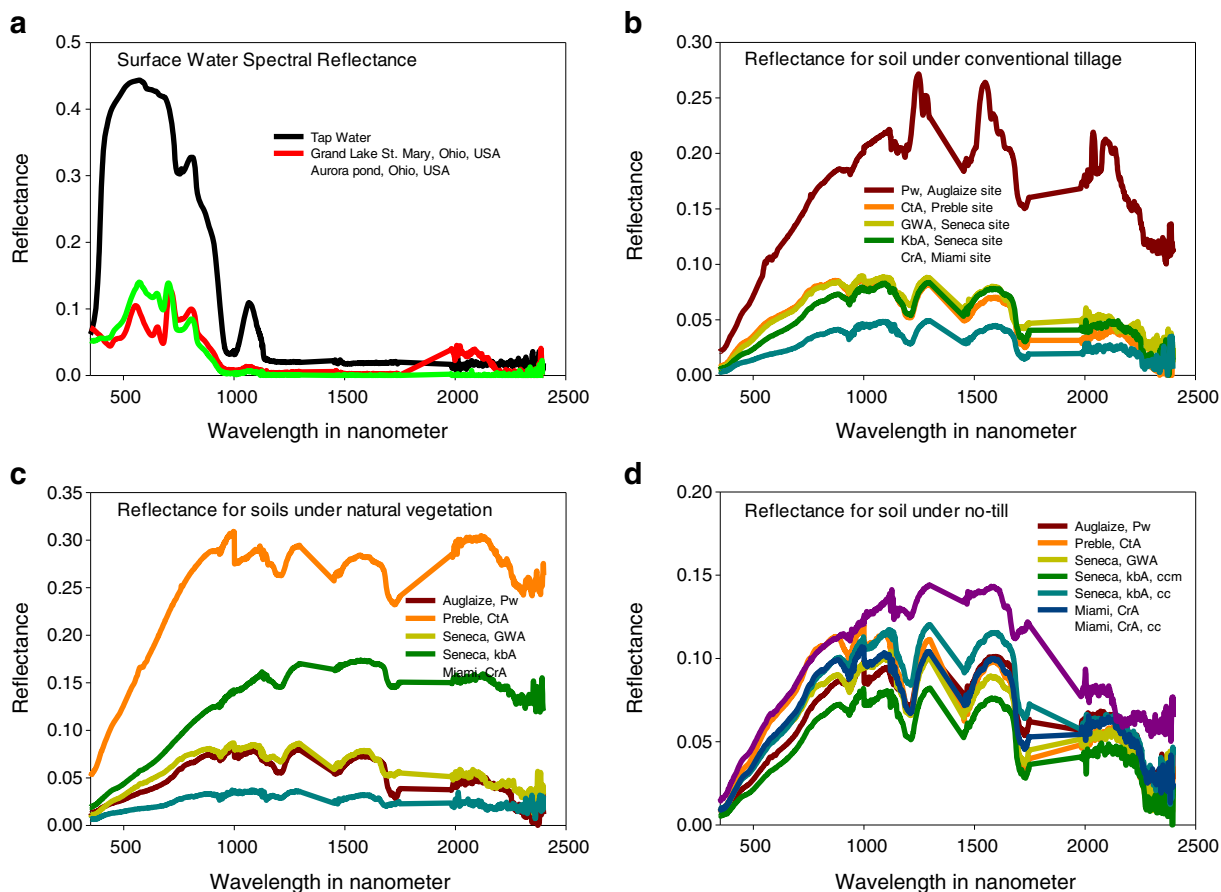 a
Surface Water Spectral Reflectance
0.5
0.4
0.3
0.2
0.1
0.0
Reflectance
Tap Water
Grand Lake St. Mary, Ohio, USA
Aurora pond, Ohio, USA
500 1000 1500 2000 2500
Wavelength in nanometer
b
Reflectance for soil under conventional tillage
0.30
0.25
0.20
0.15
0.10
0.05
0.00
Reflectance
Pw, Auglaize site
CtA, Preble site
GWA, Seneca site
KbA, Seneca site
CrA, Miami site
500 1000 1500 2000 2500
Wavelength in nanometer
c
Reflectance for soils under natural vegetation
0.35
0.30
0.25
0.20
0.15
0.10
0.05
0.00
Reflectance
Auglaize, Pw
Preble, CtA
Seneca, GWA
Seneca, kbA
Miami, CrA
500 1000 1500 2000 2500
Wavelength in nanometer
d
Reflectance for soil under no-till
0.20
0.15
0.10
0.05
0.00
Reflectance
Auglaize, Pw
Preble, CtA
Seneca, GWA
Seneca, kbA, ccm
Seneca, kbA, cc
Miami, CrA
Miami, CrA, cc
500 1000 1500 2000 2500
Wavelength in nanometer